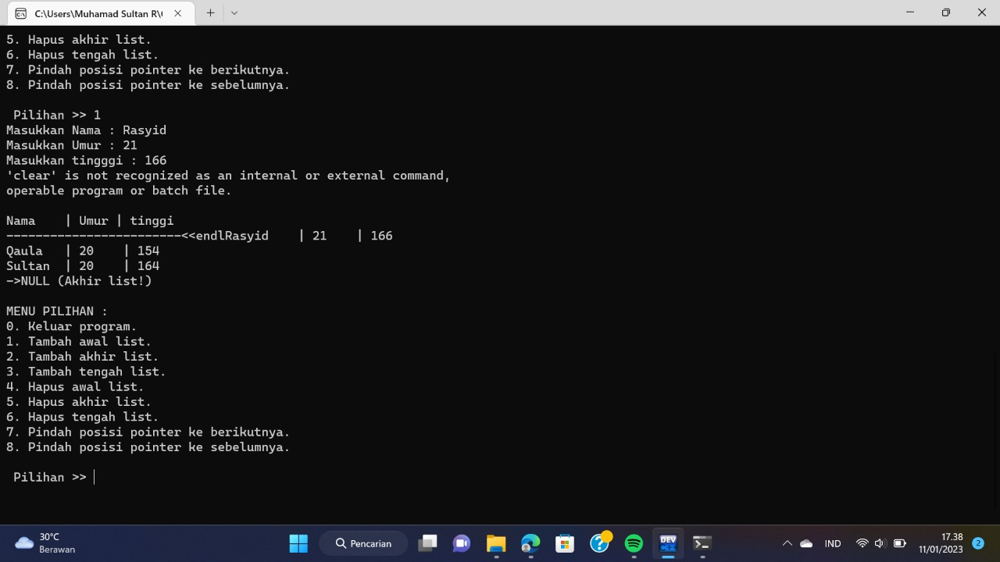 C:\Users\Muhamad Sultan R\(
5. Hapus akhir list.
6. Hapus tengah list.
7. Pindah posisi pointer ke berikutnya.
8. Pindah posisi pointer ke sebelumnya.
Pilihan >> 1
Masukkan Nama : Rasyid
Masukkan Umur : 21
Masukkan tingggi : 166
'clear' is not recognized as an internal or external command,
operable program or batch file.
Nama    | Umur | tinggi
------------------------<<endlRasyid    | 21    | 166
Qaula   | 20    | 154
Sultan  | 20    | 164
->NULL (Akhir list!)
MENU PILIHAN :
0. Keluar program.
1. Tambah awal list.
2. Tambah akhir list.
3. Tambah tengah list.
4. Hapus awal list.
5. Hapus akhir list.
6. Hapus tengah list.
7. Pindah posisi pointer ke berikutnya.
8. Pindah posisi pointer ke sebelumnya.
Pilihan >>
30°C
Berawan
Pencarian
DEV
C++
IND
17.38
11/01/2023
2